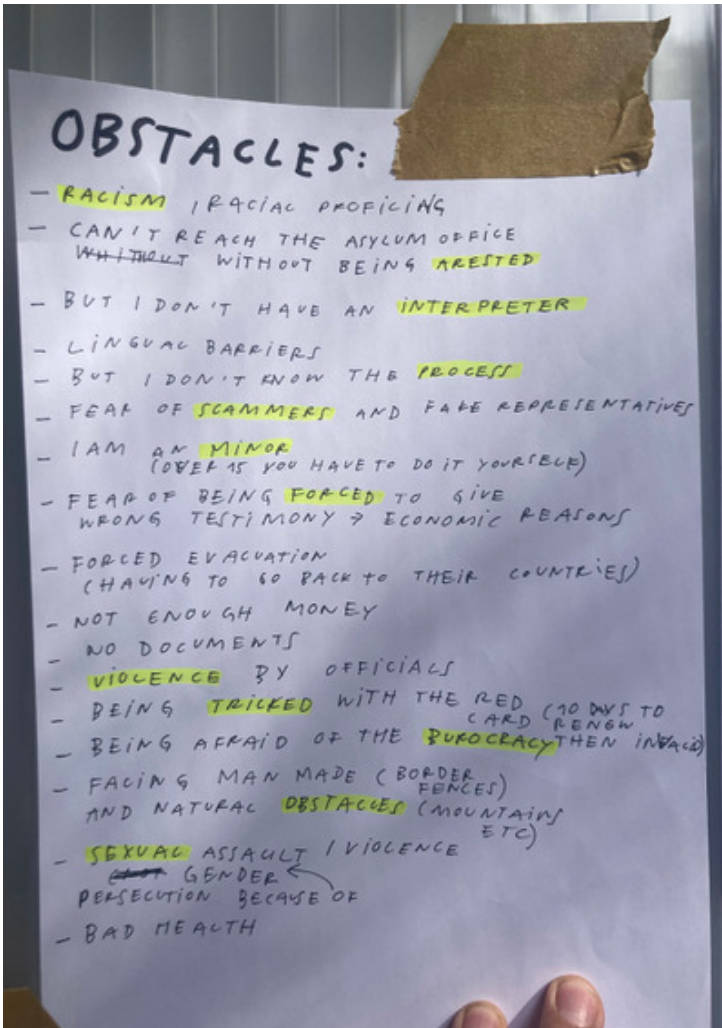 OBSTACLES:
- RACISM / RACIAL PROFICING
- CAN'T REACH THE ASYLUM OFFICE
WHITHOUT WITHOUT BEING ARESTED
- BUT I DON'T HAVE AN INTERPRETER
- LINGUAL BARRIERS
- BUT I DON'T KNOW THE PROCESS
- FEAR OF SCAMMERS AND FAKE REPRESENTATIVES
- I AM AN MINOR
(OVER 15 YOU HAVE TO DO IT YOURSELF)
- FEAR OF BEING FORCED TO GIVE
WRONG TESTIMONY → ECONOMIC REASONS
- FORCED EVACUATION
(HAVING TO GO BACK TO THEIR COUNTRIES)
- NOT ENOUGH MONEY
- NO DOCUMENTS
- VIOLENCE BY OFFICIALS
- BEING TRICKED WITH THE RED
CARD (10 DAYS TO
RENEW
THEN INVALID)
- BEING AFRAID OF THE BUROCRACY
- FACING MAN MADE (BORDER
FENCES)
AND NATURAL OBSTACLES (MOUNTAINS
ETC)
- SEXUAL ASSAULT / VIOLENCE
GENDER
PERSECUTION BECAUSE OF
- BAD HEALTH